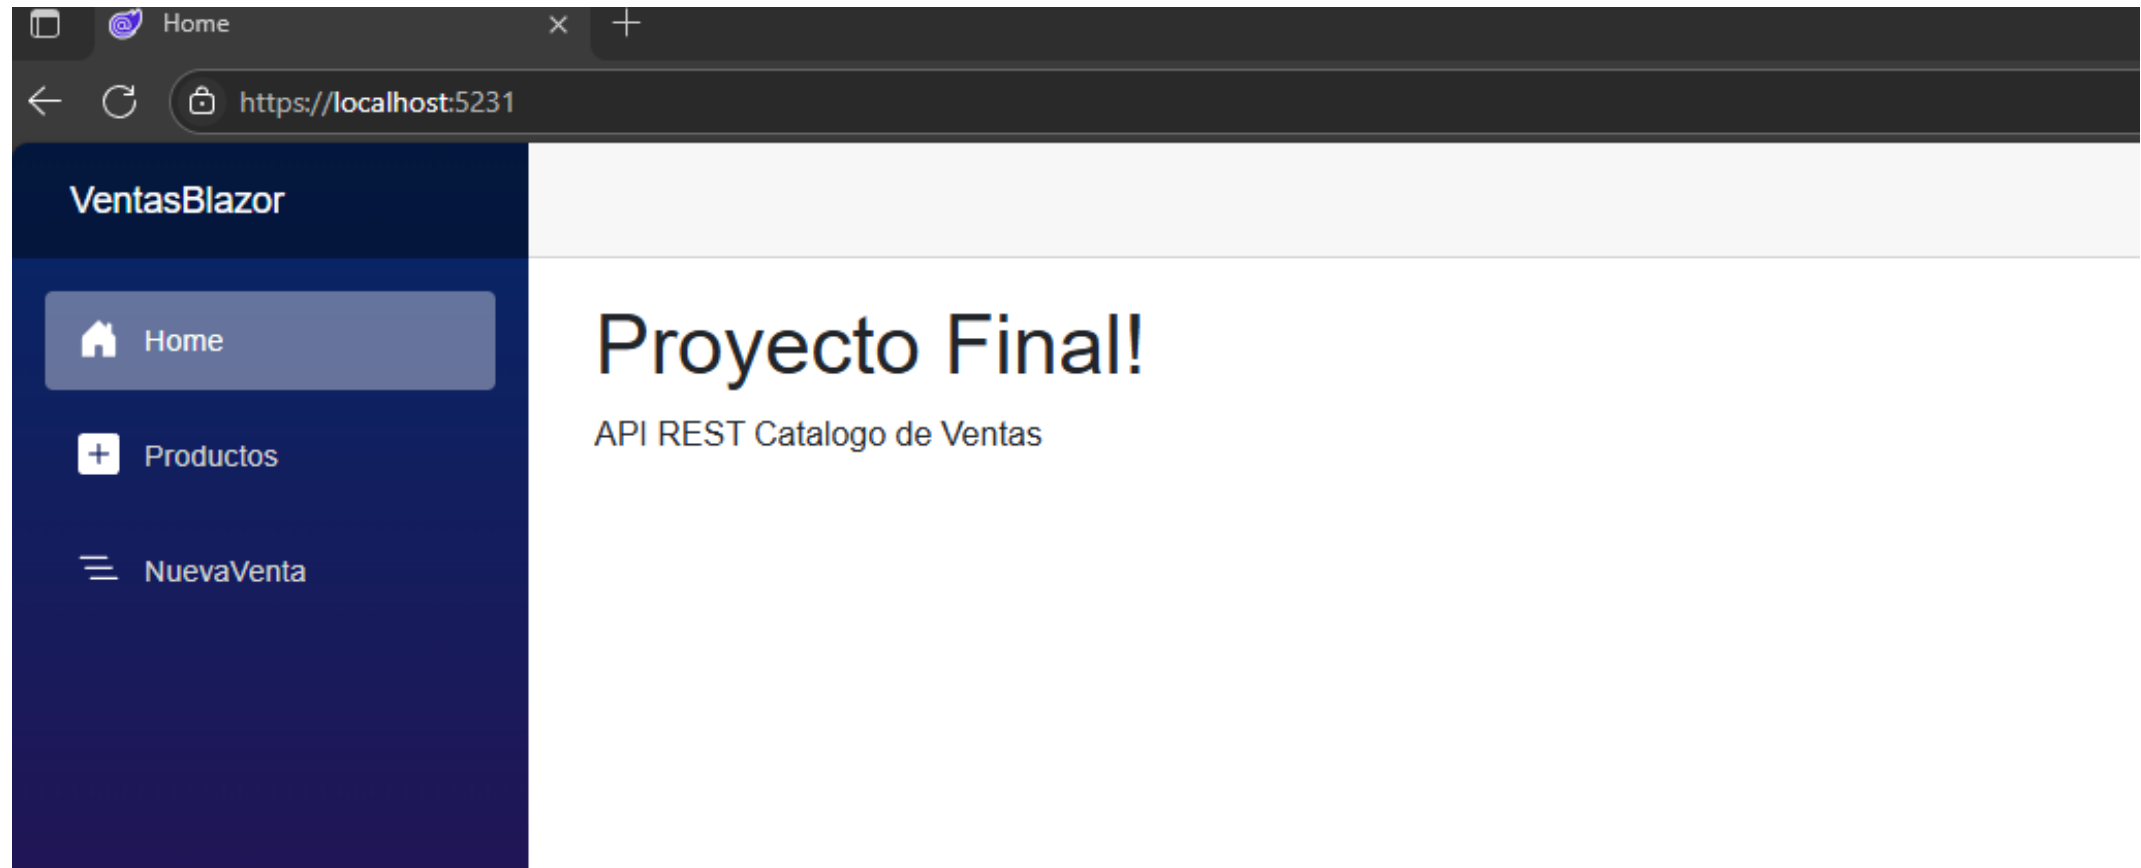 Home
https://localhost:5231
VentasBlazor
Home
Productos
NuevaVenta
Proyecto Final!
API REST Catalogo de Ventas